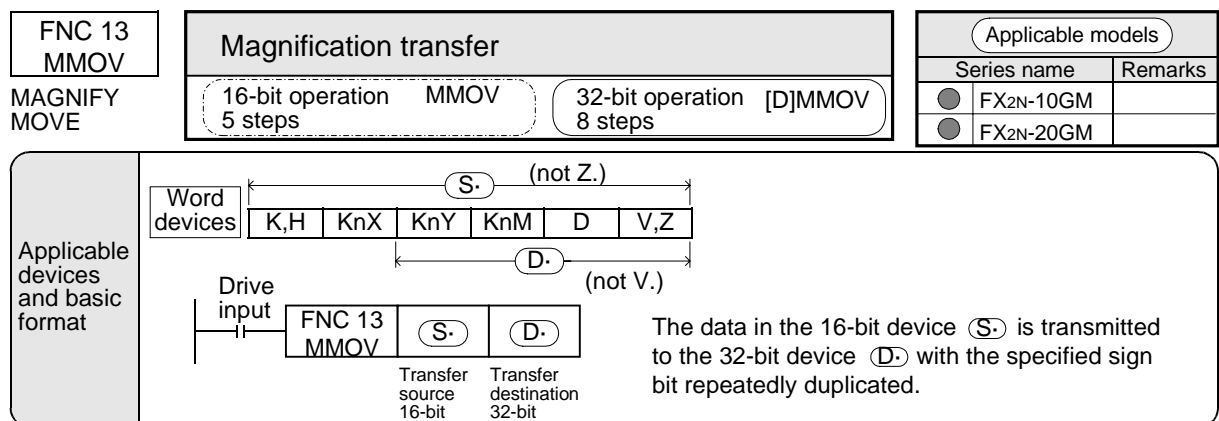 FNC 13
MMOV
MAGNIFY
MOVE
Magnification transfer
16-bit operation MMOV
5 steps
32-bit operation [D]MMOV
8 steps
Applicable models
Series name Remarks
FX2N-10GM
FX2N-20GM
Applicable
devices
and basic
format
Word
devices
S· (not Z.)
K,H KnX KnY KnM D V,Z
D·
(not V.)
Drive
input
FNC 13
MMOV
S· D·
Transfer
source
16-bit
Transfer
destination
32-bit
The data in the 16-bit device S· is transmitted
to the 32-bit device D· with the specified sign
bit repeatedly duplicated.